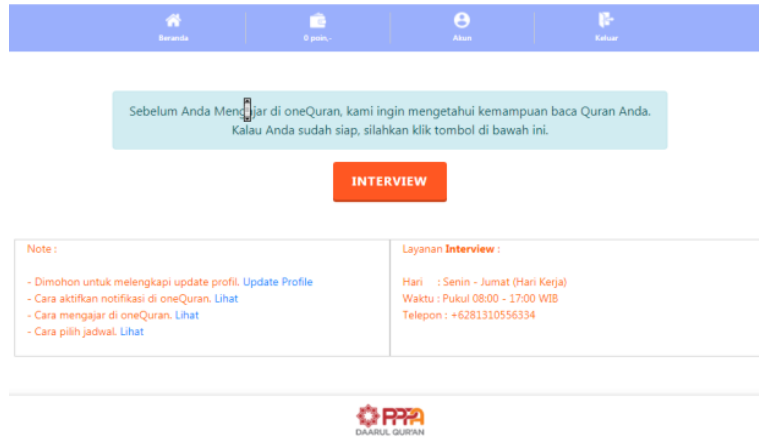 Beranda
0 poin,-
Akun
Keluar
Sebelum Anda Mengajar di oneQuran, kami ingin mengetahui kemampuan baca Quran Anda.
Kalau Anda sudah siap, silahkan klik tombol di bawah ini.
INTERVIEW
Note :
- Dimohon untuk melengkapi update profil. Update Profile
- Cara aktifkan notifikasi di oneQuran. Lihat
- Cara mengajar di oneQuran. Lihat
- Cara pilih jadwal. Lihat
Layanan Interview :
Hari : Senin - Jumat (Hari Kerja)
Waktu : Pukul 08:00 - 17:00 WIB
Telepon : +6281310556334
PPPA
DAARUL QUR'AN